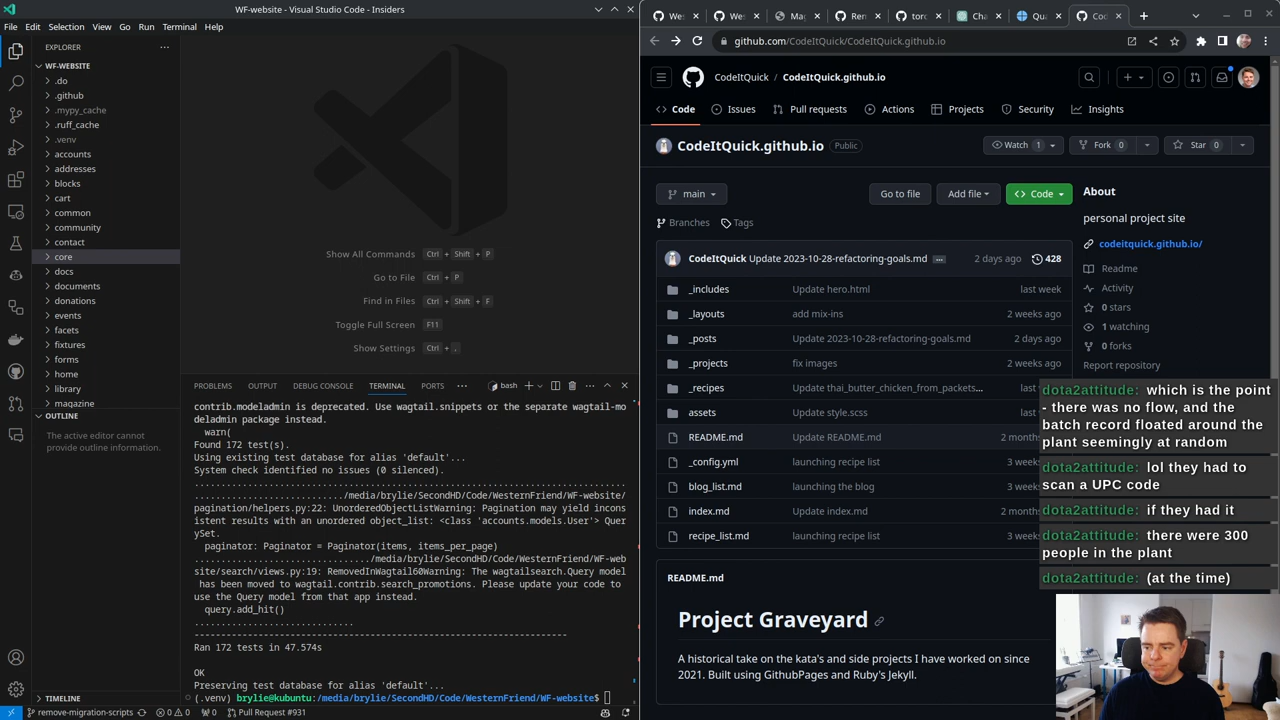 WF-website - Visual Studio Code - Insiders
File Edit Selection View Go Run Terminal Help
EXPLORER
WF-WEBSITE
.do
.github
.mypy_cache
.ruff_cache
.venv
accounts
addresses
blocks
cart
common
community
contact
core
docs
documents
donations
events
facets
fixtures
forms
home
library
magazine
OUTLINE
The active editor cannot
provide outline information.
TIMELINE
Show All Commands Ctrl + Shift + P
Go to File Ctrl + P
Find in Files Ctrl + Shift + F
Toggle Full Screen F11
Show Settings Ctrl + ,
PROBLEMS OUTPUT DEBUG CONSOLE TERMINAL PORTS bash
contrib.modeladmin is deprecated. Use wagtail.snippets or the separate wagtail-mo
deladmin package instead.
warn(
Found 172 test(s).
Using existing test database for alias 'default'...
System check identified no issues (0 silenced).
................................................................................
............................/media/brylie/SecondHD/Code/WesternFriend/WF-website/
pagination/helpers.py:22: UnorderedObjectListWarning: Pagination may yield incons
istent results with an unordered object_list: <class 'accounts.models.User'> Quer
ySet.
paginator: Paginator = Paginator(items, items_per_page)
.................................../media/brylie/SecondHD/Code/WesternFriend/WF-web
site/search/views.py:19: RemovedInWagtail60Warning: The wagtailsearch.Query model
has been moved to wagtail.contrib.search_promotions. Please update your code to
use the Query model from that app instead.
query.add_hit()
.............................
----------------------------------------------------------------------
Ran 172 tests in 47.574s
OK
Preserving test database for alias 'default'...
(.venv) brylie@kubuntu:/media/brylie/SecondHD/Code/WesternFriend/WF-website$
remove-migration-scripts 0 0 0 Pull Request #931
Wes Wes Mag Ren torc Cha Qua Cod
github.com/CodeItQuick/CodeItQuick.github.io
CodeItQuick / CodeItQuick.github.io
Code Issues Pull requests Actions Projects Security Insights
CodeItQuick.github.io Public
Watch 1 Fork 0 Star 0
main Go to file Add file Code
Branches Tags
CodeItQuick Update 2023-10-28-refactoring-goals.md ... 2 days ago 428
_includes Update hero.html last week
_layouts add mix-ins 2 weeks ago
_posts Update 2023-10-28-refactoring-goals.md 2 days ago
_projects fix images 2 weeks ago
_recipes Update thai_butter_chicken_from_packets... last week
assets Update style.scss 2 weeks ago
README.md Update README.md 2 months
_config.yml launching recipe list 3 weeks
blog_list.md launching the blog 3 weeks
index.md Update index.md 2 months
recipe_list.md launching recipe list 3 weeks
About
personal project site
codeitquick.github.io/
Readme
Activity
0 stars
1 watching
0 forks
Report repository
README.md
Project Graveyard
A historical take on the kata's and side projects I have worked on since
2021. Built using GithubPages and Ruby's Jekyll.
dota2attitude: which is the point
- there was no flow, and the
batch record floated around the
plant seemingly at random
dota2attitude: lol they had to
scan a UPC code
dota2attitude: if they had it
dota2attitude: there were 300
people in the plant
dota2attitude: (at the time)